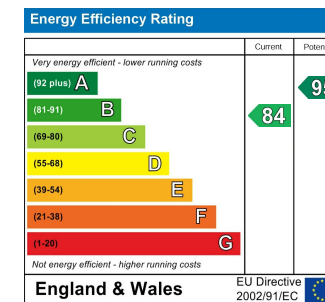 Energy Efficiency Rating
Current
Very energy efficient - lower running costs
(92 plus) A
(81-91) B
84
(69-80) C
(55-68) D
(39-54) E
(21-38) F
(1-20) G
Not energy efficient - higher running costs
England & Wales
EU Directive
2002/91/EC